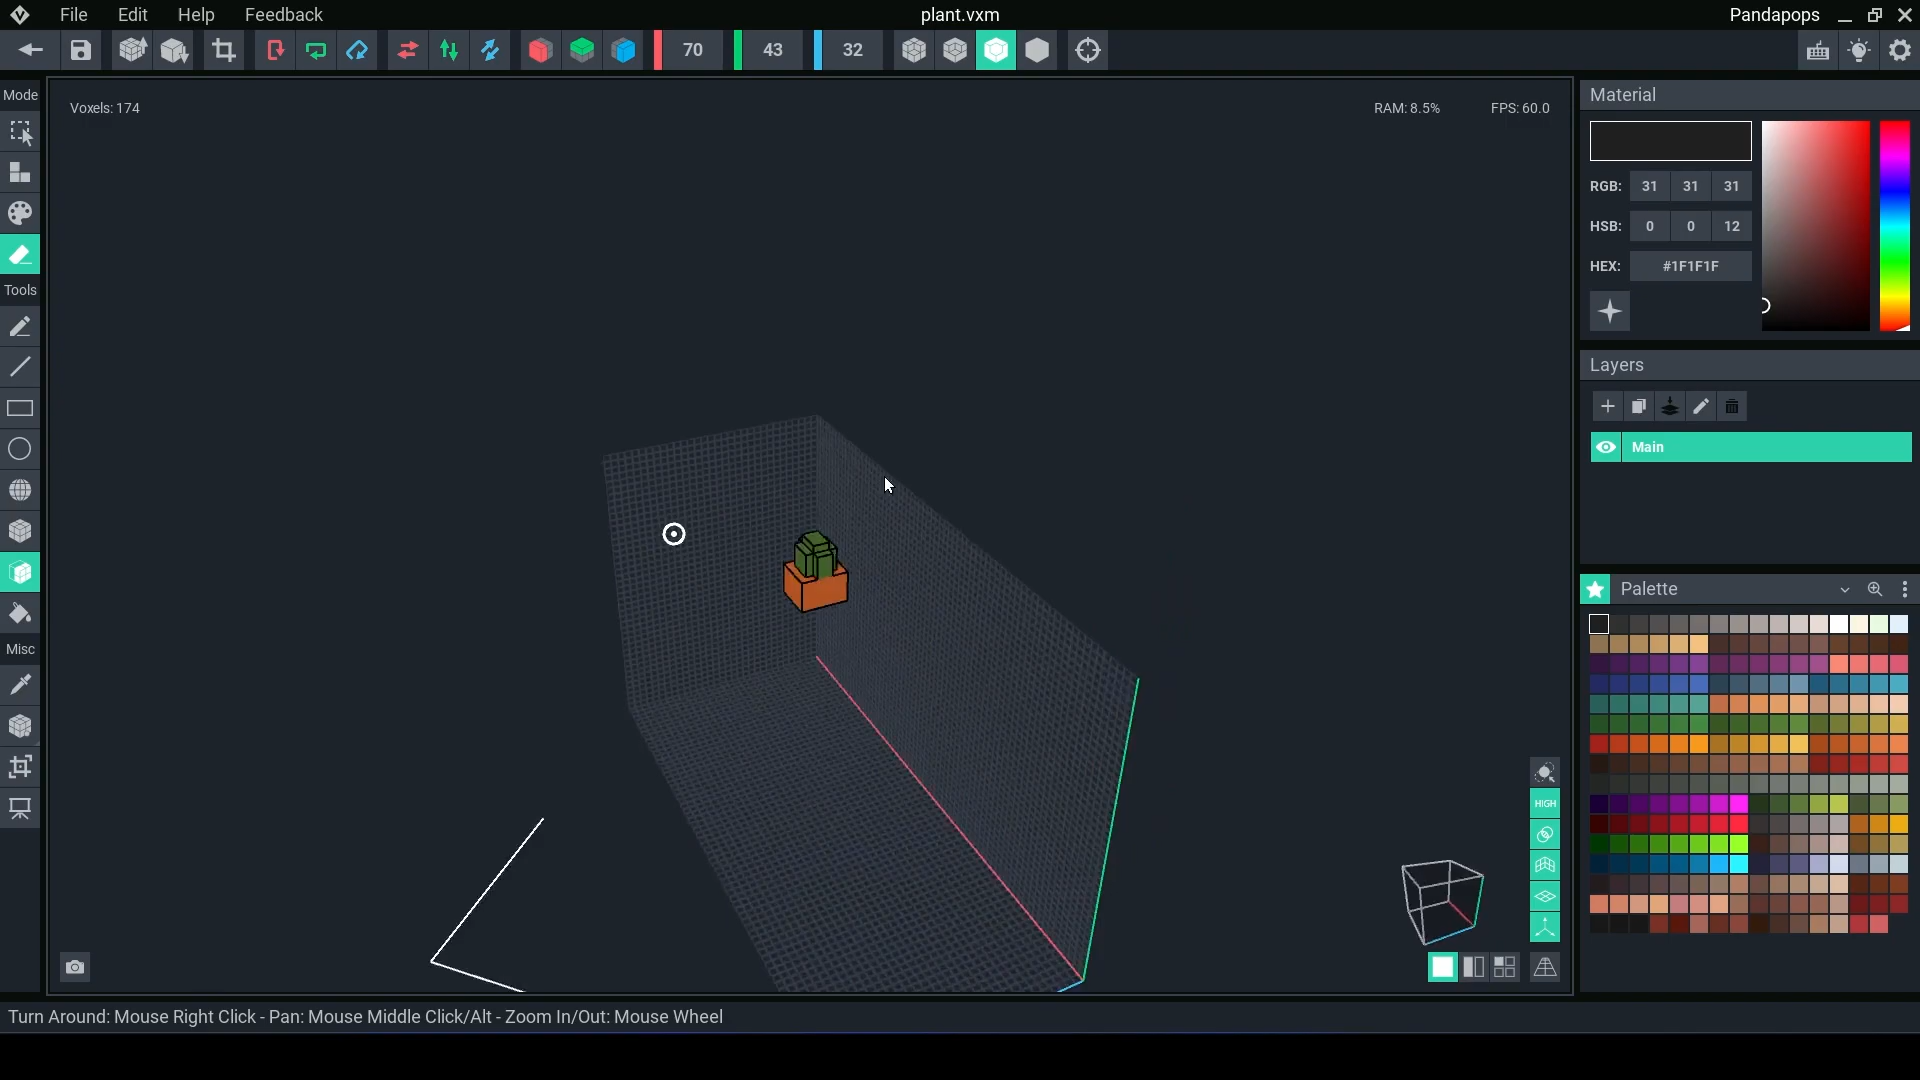 File Edit Help Feedback plant.vxm Pandapops
70 43 32
Mode
Voxels: 174 RAM: 8.5% FPS: 60.0
Material
RGB: 31 31 31
HSB: 0 0 12
HEX: #1F1F1F
Tools
Layers
Main
Palette
Misc
HIGH
Turn Around: Mouse Right Click - Pan: Mouse Middle Click/Alt - Zoom In/Out: Mouse Wheel